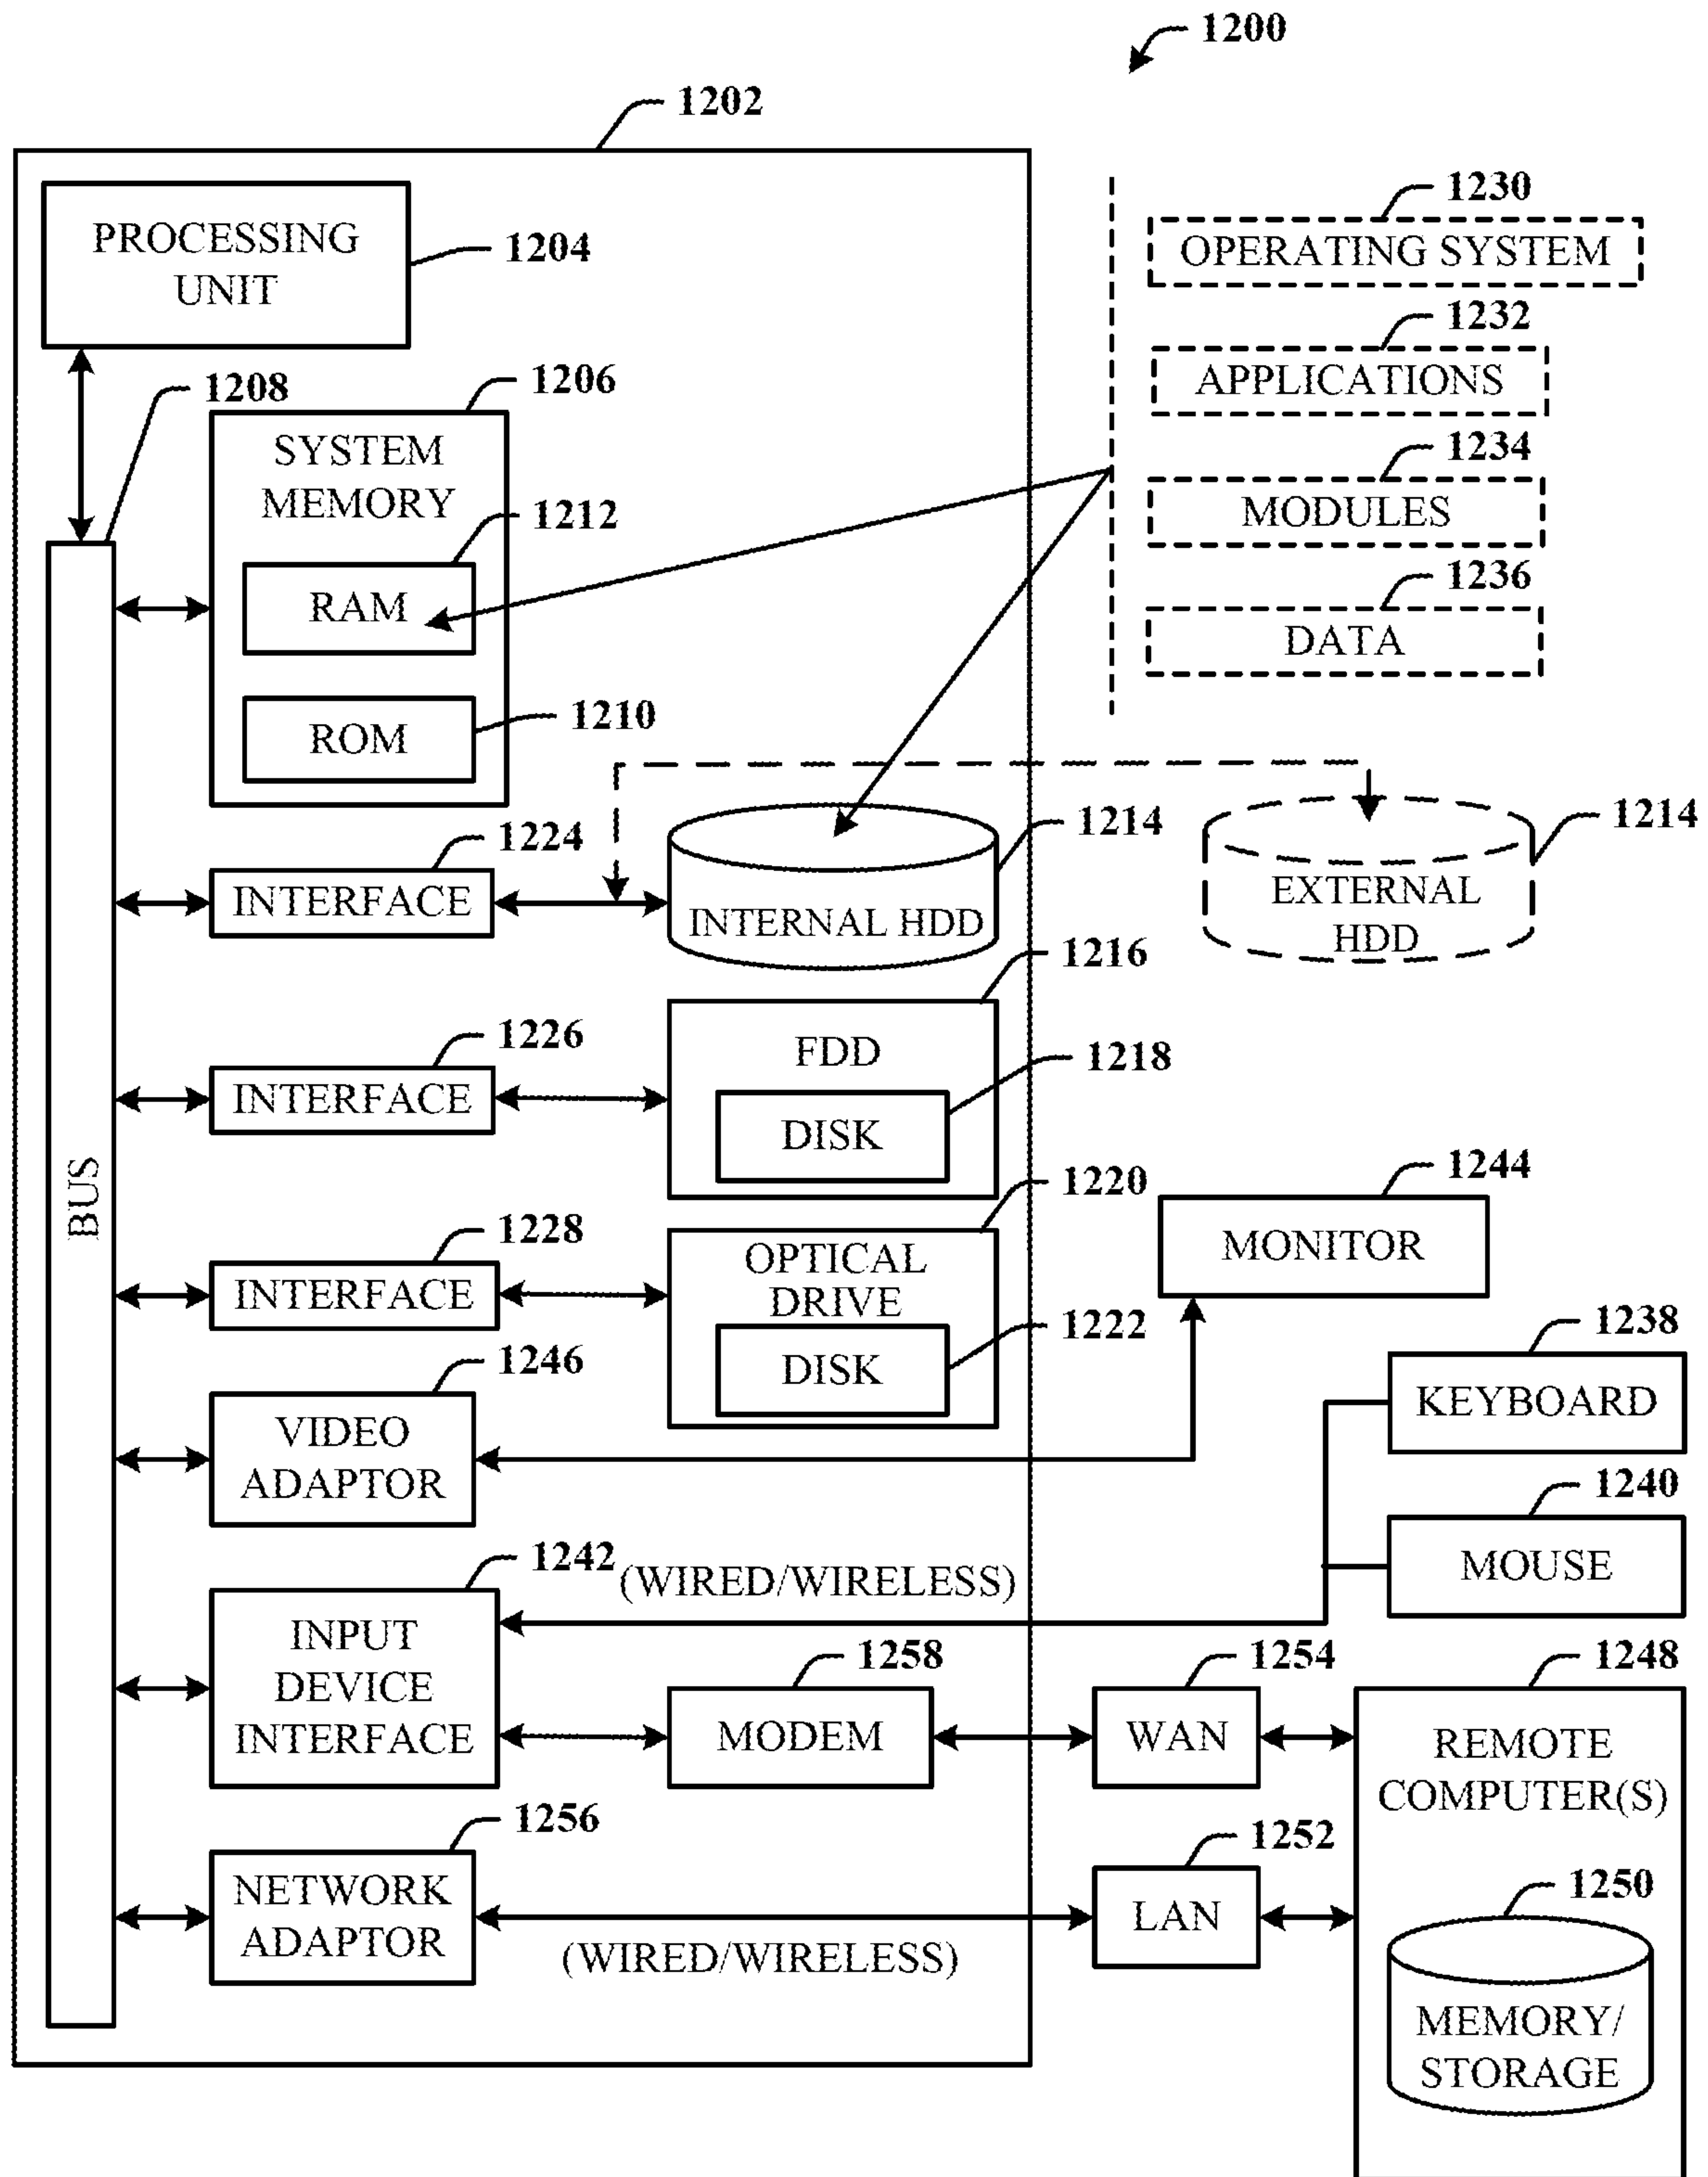 1200
1202
PROCESSING
UNIT
1204
1230
OPERATING SYSTEM
1232
APPLICATIONS
1234
MODULES
1236
DATA
1208
1206
SYSTEM
MEMORY
1212
RAM
1210
ROM
1224
INTERFACE
1214
INTERNAL HDD
1214
EXTERNAL
HDD
1226
INTERFACE
1216
FDD
1218
DISK
BUS
1228
INTERFACE
1220
OPTICAL
DRIVE
1222
DISK
1244
MONITOR
1246
VIDEO
ADAPTOR
1238
KEYBOARD
1240
MOUSE
1242
(WIRED/WIRELESS)
INPUT
DEVICE
INTERFACE
1258
MODEM
1254
WAN
1248
REMOTE
COMPUTER(S)
1256
NETWORK
ADAPTOR
(WIRED/WIRELESS)
1252
LAN
1250
MEMORY/
STORAGE